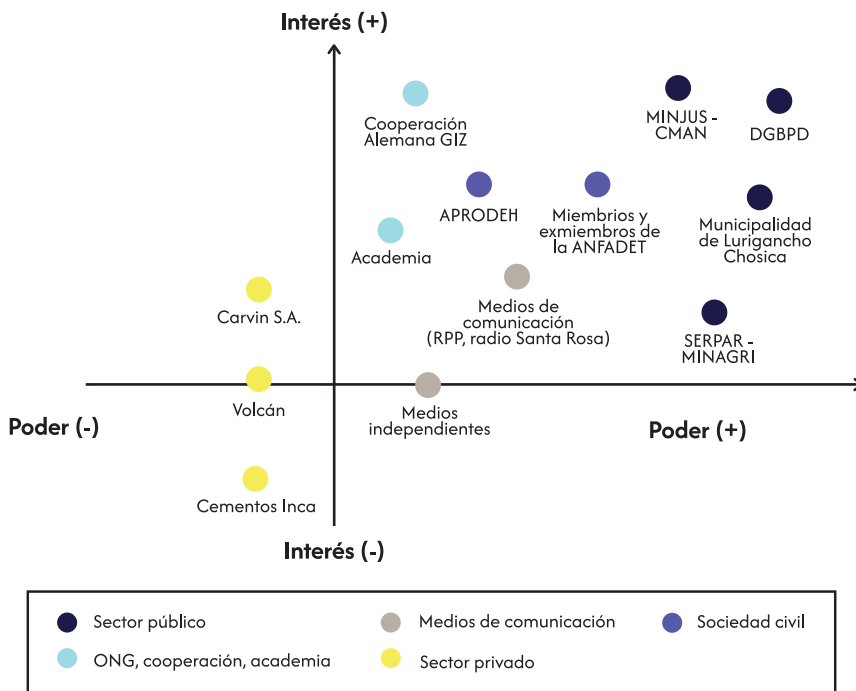 Interés (+)
Cooperación
Alemana GIZ
MINJUS -
CMAN
DGBPD
APRODEH
Miembrios y
exmiembros de
la ANFADET
Municipalidad
de Lurigancho
Chosica
Academia
Carvin S.A.
Medios de
comunicación
(RPP, radio Santa Rosa)
SERPAR -
MINAGRI
Volcán
Medios
independientes
Poder (-)
Poder (+)
Cementos Inca
Interés (-)
Sector público
Medios de comunicación
Sociedad civil
ONG, cooperación, academia
Sector privado